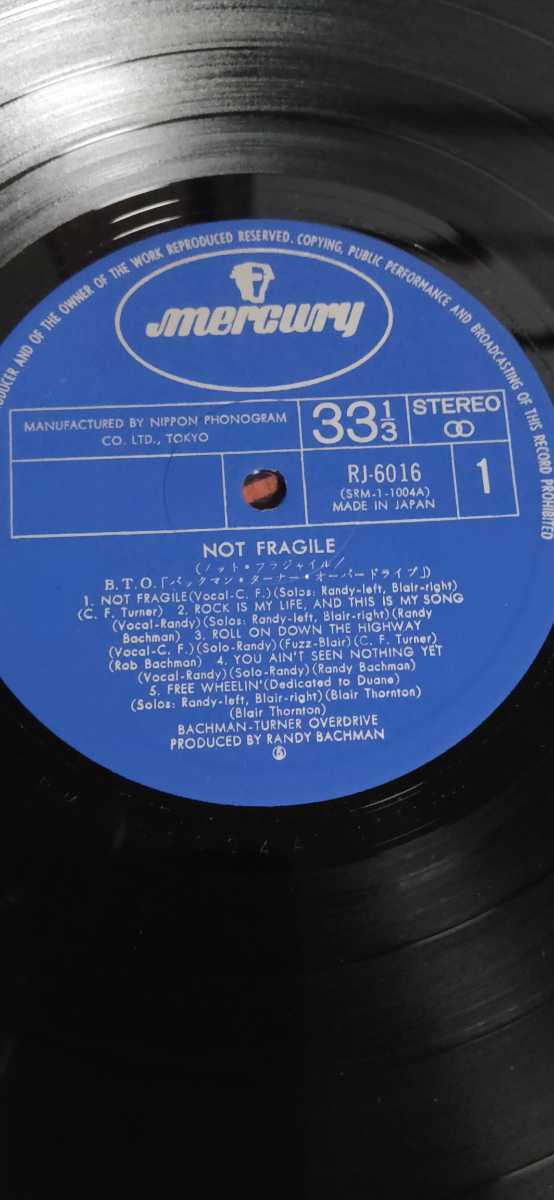 PRODUCER AND OF THE OWNER OF THE WORK REPRODUCED RESERVED. COPYING, PUBLIC PERFORMANCE AND BROADCASTING OF THIS RECORD PROHIBITED
mercury
MANUFACTURED BY NIPPON PHONOGRAM
CO. LTD., TOKYO
33 1/3
STEREO
RJ-6016
(SRM-1-1004A)
MADE IN JAPAN
1
NOT FRAGILE
(ノット・フラジャイル)
B.T.O.「バックマン・ターナー・オーバードライブ」)
1. NOT FRAGILE(Vocal-C. F.)(Solos: Randy-left, Blair-right)
(C. F. Turner) 2. ROCK IS MY LIFE, AND THIS IS MY SONG
(Vocal-Randy)(Solos: Randy-left, Blair-right)(Randy
Bachman) 3. ROLL ON DOWN THE HIGHWAY
(Vocal-C. F.)(Solo-Randy)(Fuzz-Blair)(C. F. Turner)
(Rob Bachman) 4. YOU AIN'T SEEN NOTHING YET
(Vocal-Randy)(Solo-Randy)(Randy Bachman)
5. FREE WHEELIN'(Dedicated to Duane)
(Solos: Randy-left, Blair-right)(Blair Thornton)
(Blair Thornton)
BACHMAN-TURNER OVERDRIVE
PRODUCED BY RANDY BACHMAN